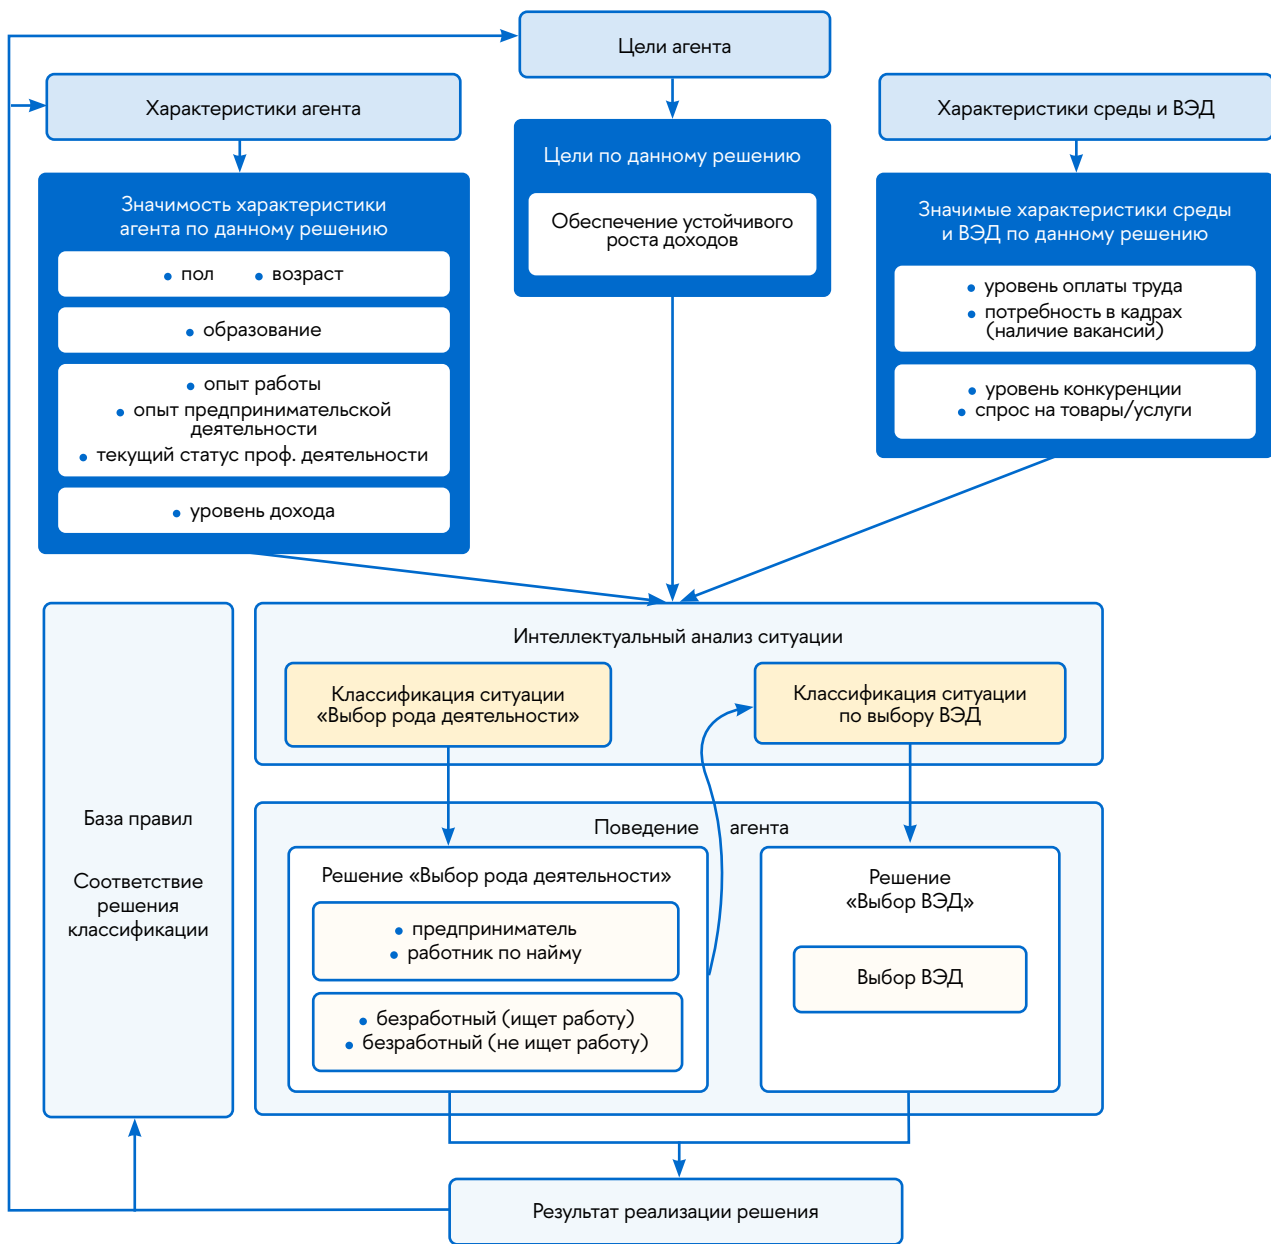 Цели агента
Характеристики агента
Характеристики среды и ВЭД
Цели по данному решению
Обеспечение устойчивого
роста доходов
Значимость характеристики
агента по данному решению
• пол • возраст
• образование
• опыт работы
• опыт предпринимательской
деятельности
• текущий статус проф. деятельности
• уровень дохода
Значимые характеристики среды
и ВЭД по данному решению
• уровень оплаты труда
• потребность в кадрах
(наличие вакансий)
• уровень конкуренции
• спрос на товары/услуги
Интеллектуальный анализ ситуации
Классификация ситуации
«Выбор рода деятельности»
Классификация ситуации
по выбору ВЭД
База правил
Соответствие
решения
классификации
Поведение агента
Решение «Выбор рода деятельности»
• предприниматель
• работник по найму
• безработный (ищет работу)
• безработный (не ищет работу)
Решение
«Выбор ВЭД»
Выбор ВЭД
Результат реализации решения